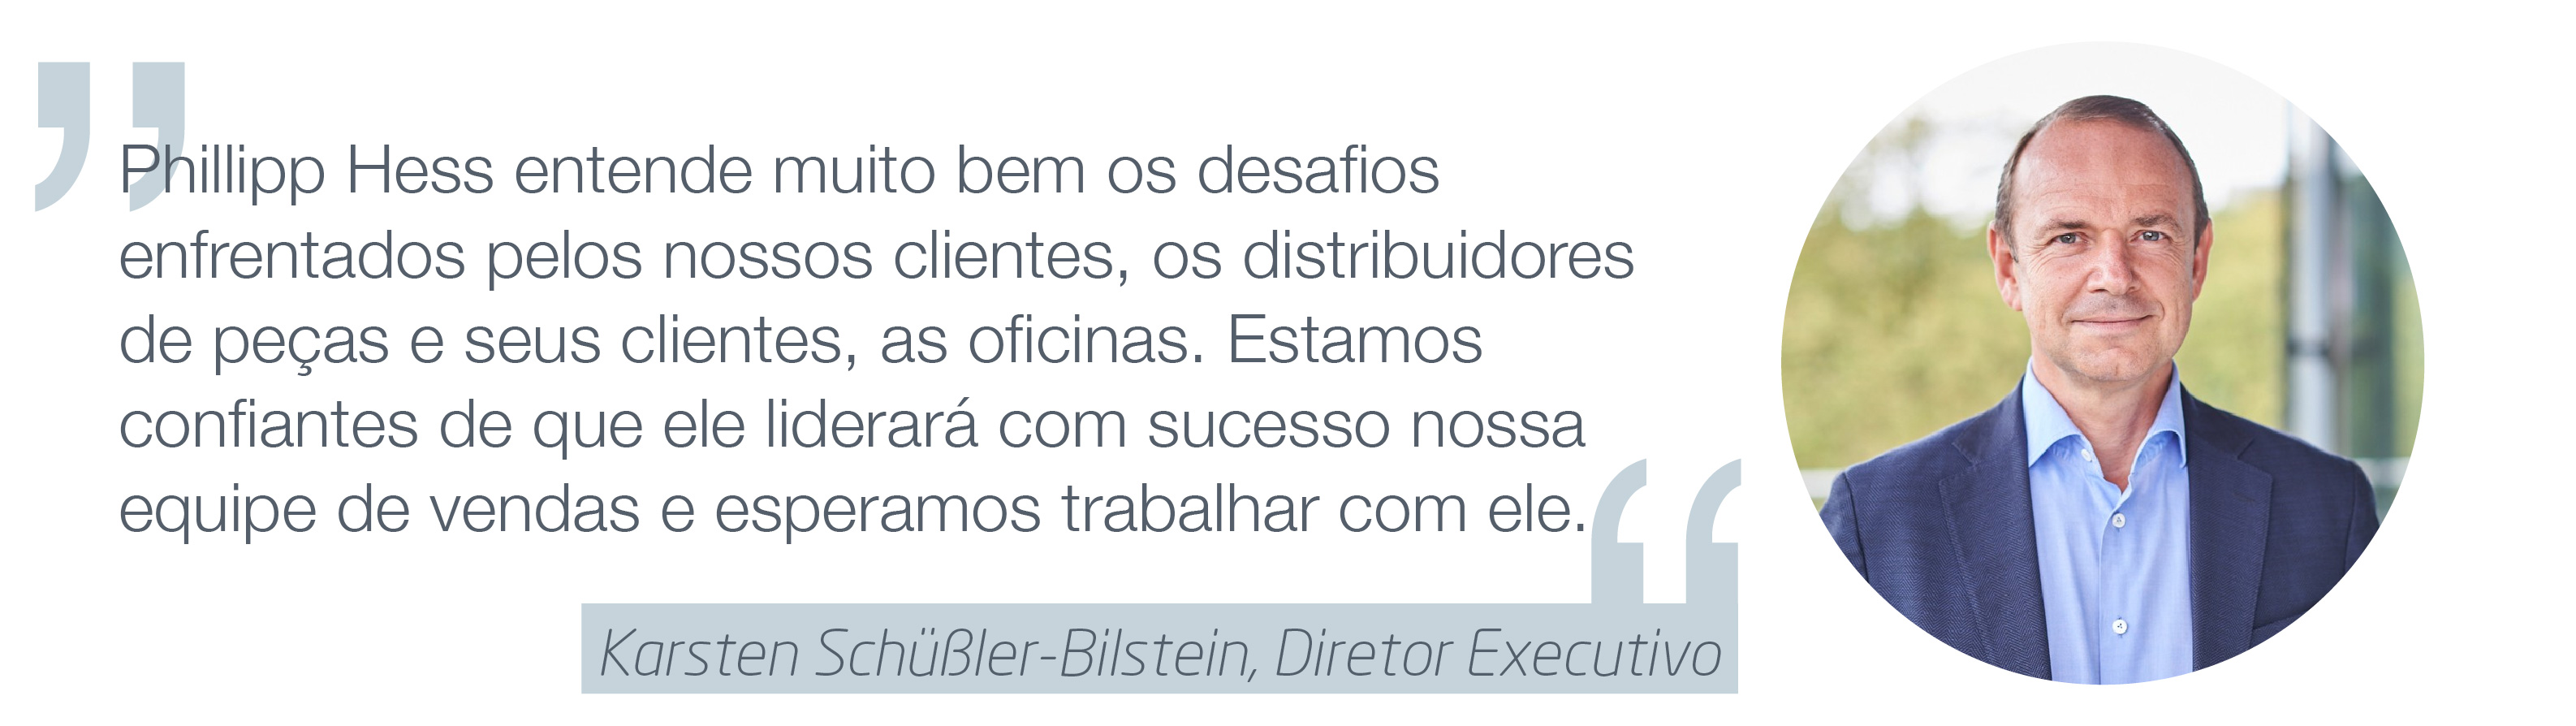 Phillipp Hess entende muito bem os desafios
enfrentados pelos nossos clientes, os distribuidores
de peças e seus clientes, as oficinas. Estamos
confiantes de que ele liderará com sucesso nossa
equipe de vendas e esperamos trabalhar com ele.
Karsten Schüßler-Bilstein, Diretor Executivo